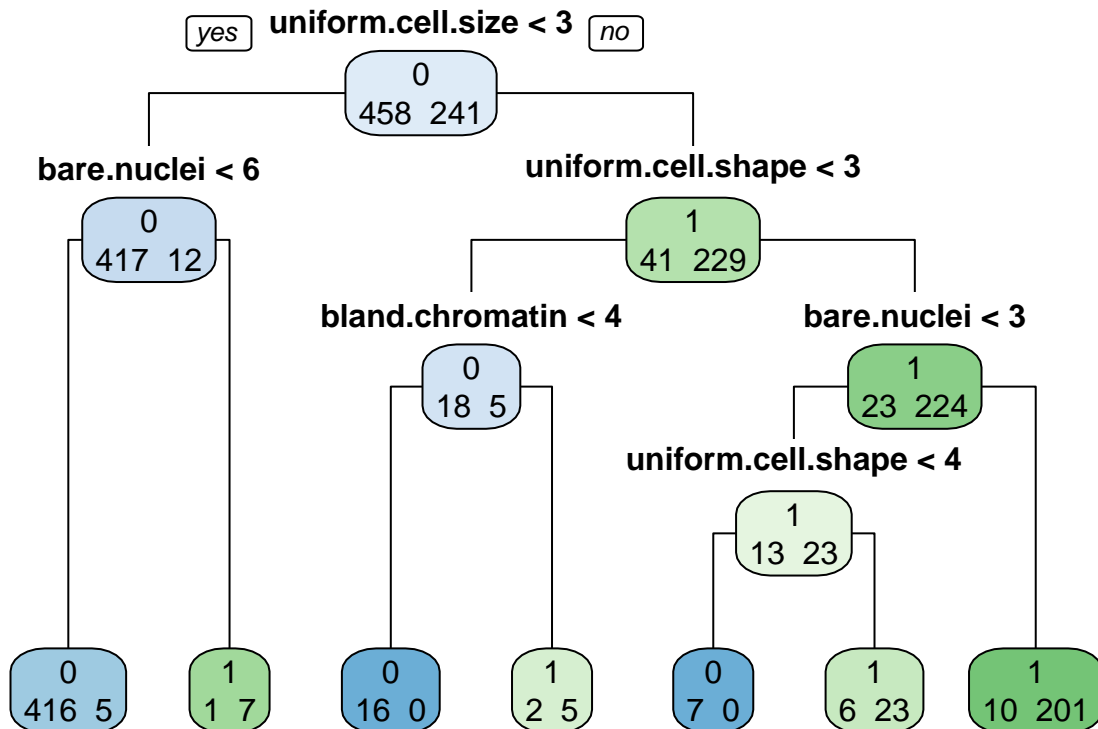 uniform.cell.size < 3
yes no
0
458 241
bare.nuclei < 6 uniform.cell.shape < 3
0 1
417 12 41 229
bland.chromatin < 4 bare.nuclei < 3
0 1
18 5 23 224
uniform.cell.shape < 4
1
13 23
0 1 0 1 0 1 1
416 5 1 7 16 0 2 5 7 0 6 23 10 201